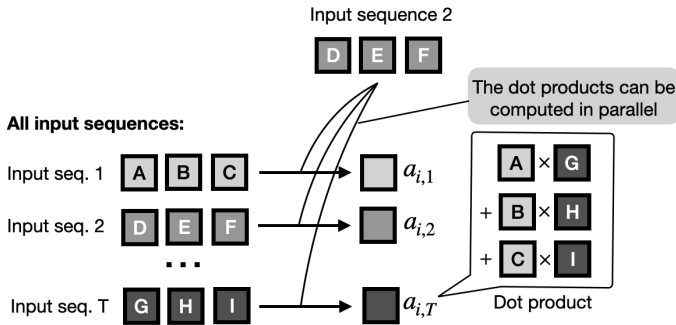 Input sequence 2
D E F
The dot products can be
computed in parallel
All input sequences:
Input seq. 1 A B C a_{i,1}
Input seq. 2 D E F a_{i,2}
...
Input seq. T G H I a_{i,T}
A × G
+ B × H
+ C × I
Dot product